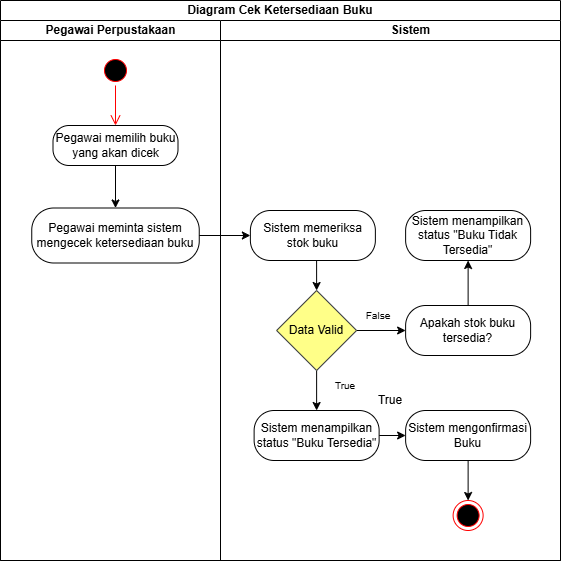 Diagram Cek Ketersediaan Buku
Pegawai Perpustakaan
Sistem
Pegawai memilih buku
yang akan dicek
Pegawai meminta sistem
mengecek ketersediaan buku
Sistem memeriksa
stok buku
Sistem menampilkan
status "Buku Tidak
Tersedia"
Data Valid
False
Apakah stok buku
tersedia?
True
True
Sistem menampilkan
status "Buku Tersedia"
Sistem mengonfirmasi
Buku